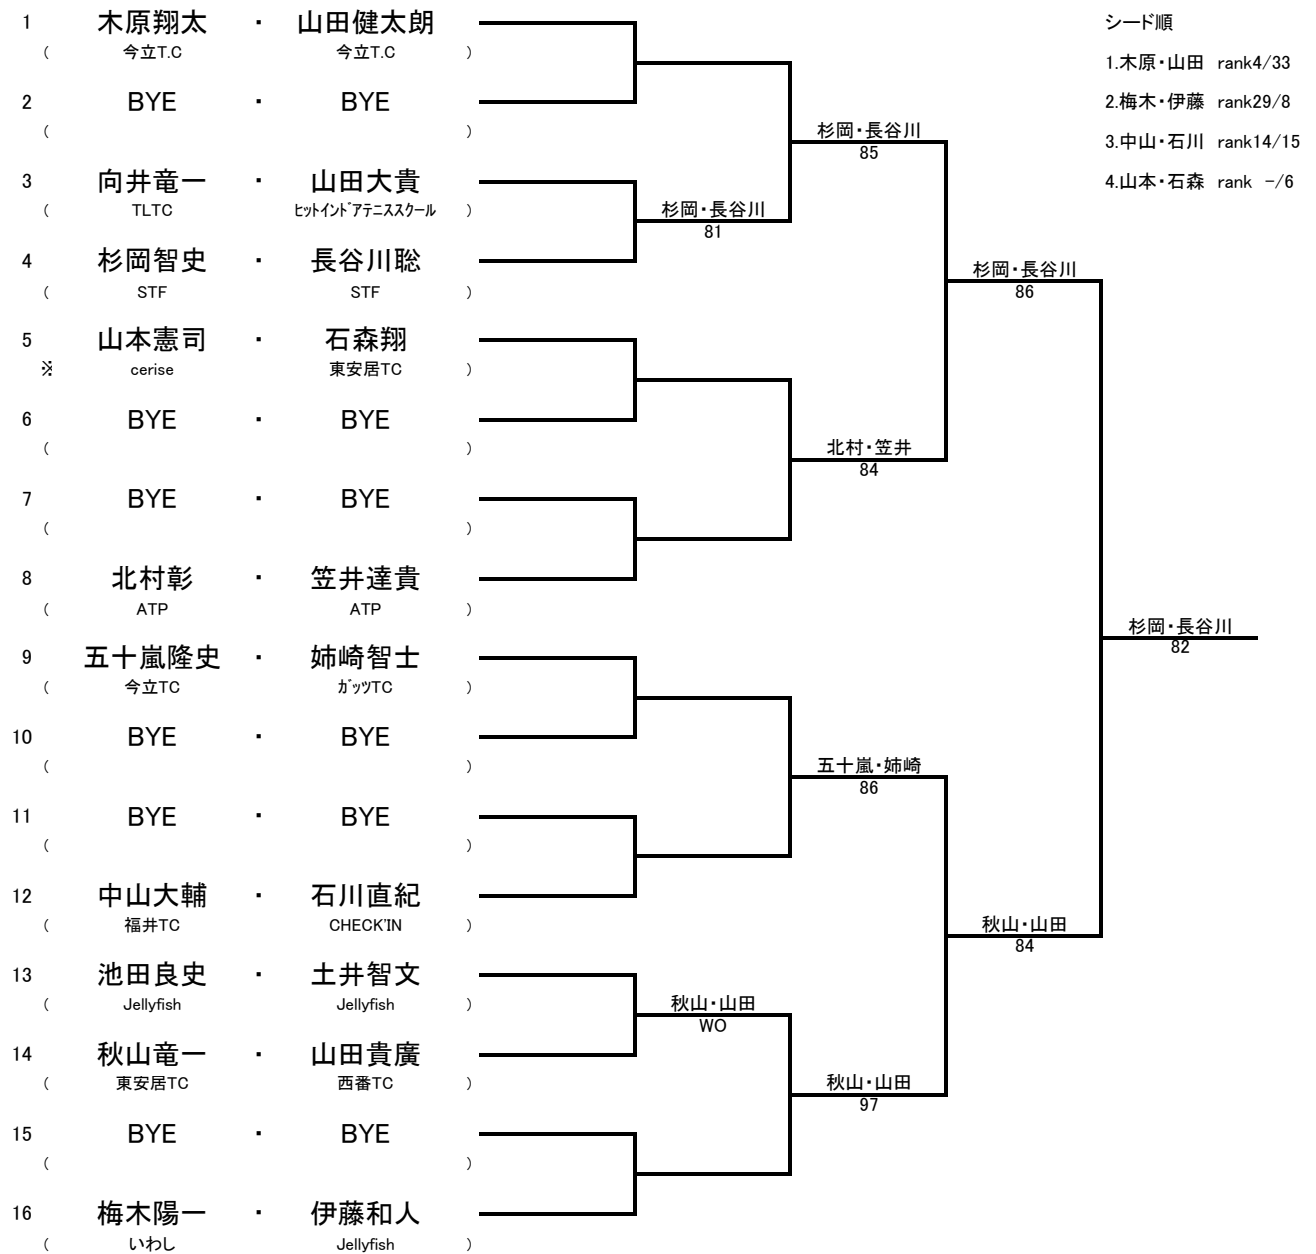 1 木原翔太 ・ 山田健太朗
( 今立T.C 今立T.C )
2 BYE ・ BYE
( )
3 向井竜一 ・ 山田大貴
( TLTC ﾋｯﾄｲﾝﾄﾞｱﾃﾆｽｽｸｰﾙ )
4 杉岡智史 ・ 長谷川聡
( STF STF )
5 山本憲司 ・ 石森翔
※ cerise 東安居TC )
6 BYE ・ BYE
( )
7 BYE ・ BYE
( )
8 北村彰 ・ 笠井達貴
( ATP ATP )
9 五十嵐隆史 ・ 姉崎智士
( 今立TC ｶﾞｯﾂTC )
10 BYE ・ BYE
( )
11 BYE ・ BYE
( )
12 中山大輔 ・ 石川直紀
( 福井TC CHECK'IN )
13 池田良史 ・ 土井智文
( Jellyfish Jellyfish )
14 秋山竜一 ・ 山田貴廣
( 東安居TC 西番TC )
15 BYE ・ BYE
( )
16 梅木陽一 ・ 伊藤和人
( いわし Jellyfish )
杉岡・長谷川
81
秋山・山田
WO
杉岡・長谷川
85
北村・笠井
84
五十嵐・姉崎
86
秋山・山田
97
杉岡・長谷川
86
秋山・山田
84
杉岡・長谷川
82
シード順
1.木原・山田 rank4/33
2.梅木・伊藤 rank29/8
3.中山・石川 rank14/15
4.山本・石森 rank -/6